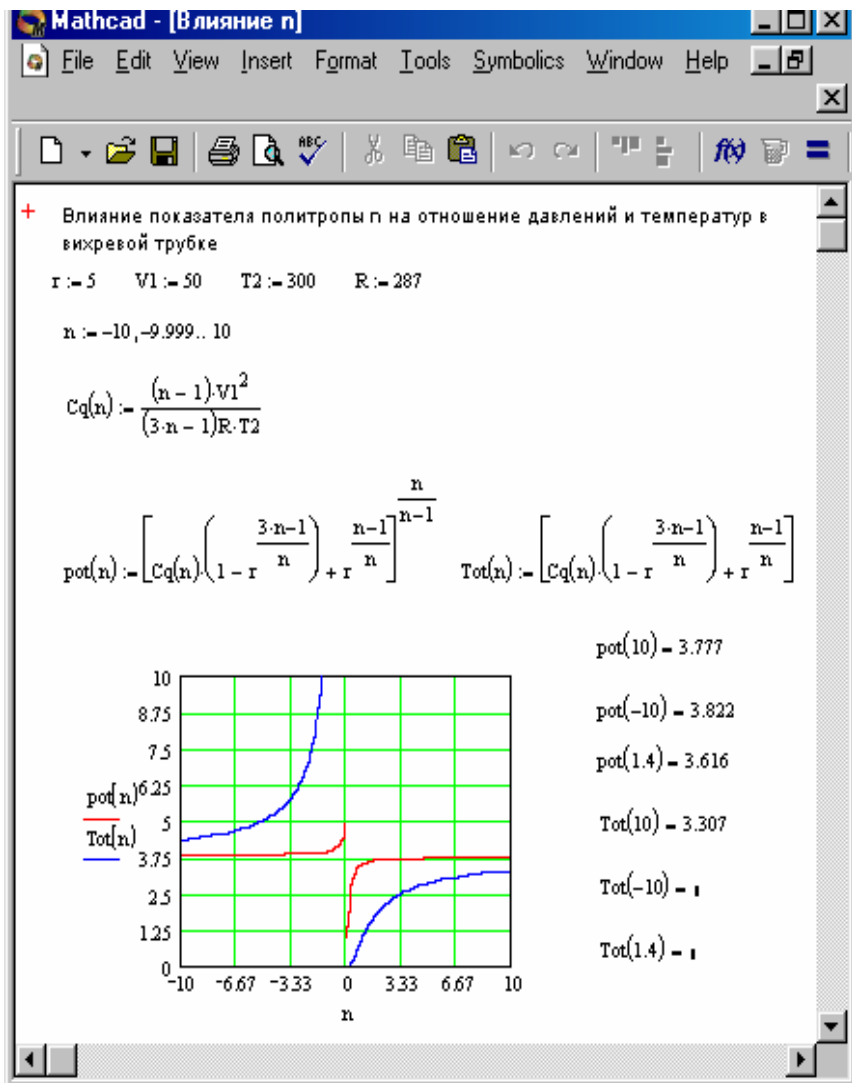 Mathcad - [Влияние n]
File Edit View Insert Format Tools Symbolics Window Help
ABC f(x)
Влияние показателя политропы n на отношение давлений и температур в
вихревой трубке
r := 5 V1 := 50 T2 := 300 R := 287
n := -10, -9.999.. 10
Cq(n) := (n - 1)·V1^2 / (3·n - 1)R·T2
pot(n) := [Cq(n)·(1 - r^((3·n-1)/n)) + r^((n-1)/n)]^(n/(n-1)) Tot(n) := [Cq(n)·(1 - r^((3·n-1)/n)) + r^((n-1)/n)]
pot(10) = 3.777
pot(-10) = 3.822
pot(1.4) = 3.616
Tot(10) = 3.307
Tot(-10) =
Tot(1.4) =
10
8.75
7.5
6.25
5
3.75
2.5
1.25
0
pot(n)
Tot(n)
-10 -6.67 -3.33 0 3.33 6.67 10
n